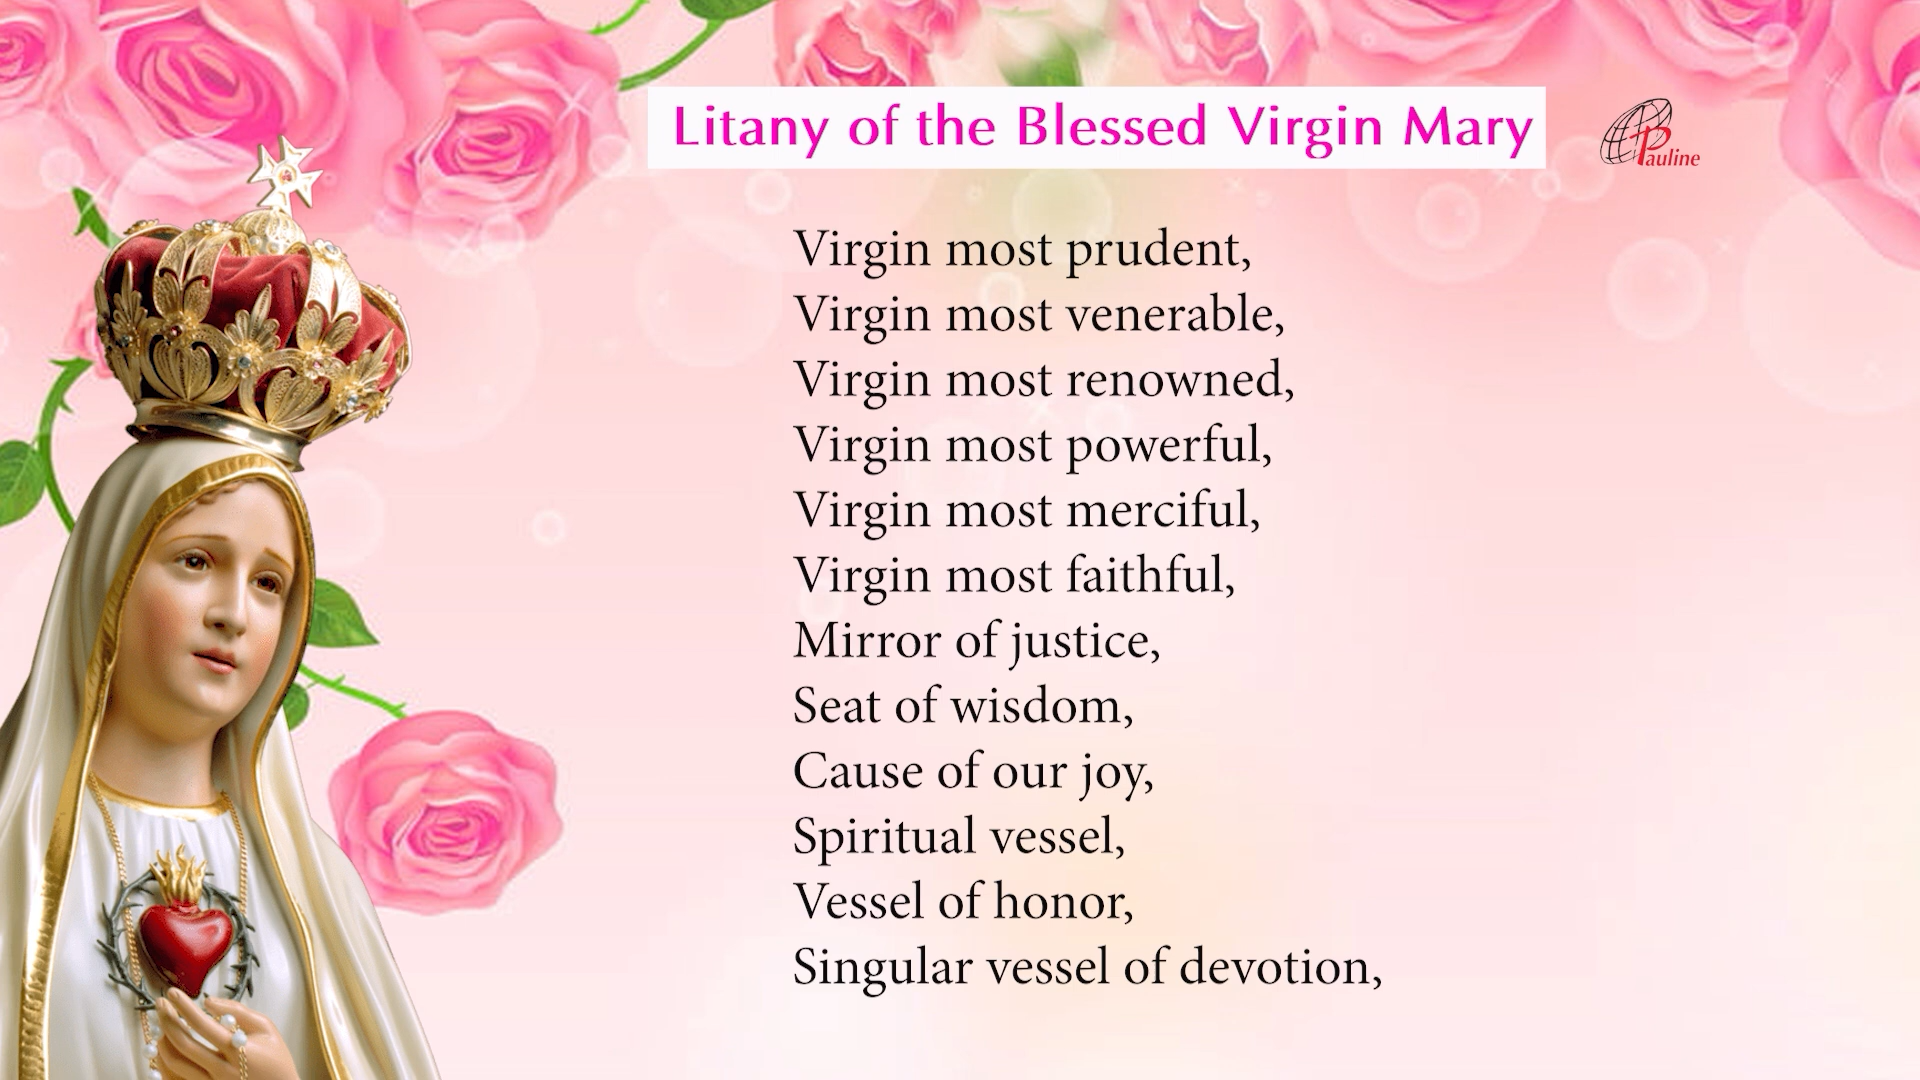 Litany of the Blessed Virgin Mary
Pauline
Virgin most prudent,
Virgin most venerable,
Virgin most renowned,
Virgin most powerful,
Virgin most merciful,
Virgin most faithful,
Mirror of justice,
Seat of wisdom,
Cause of our joy,
Spiritual vessel,
Vessel of honor,
Singular vessel of devotion,